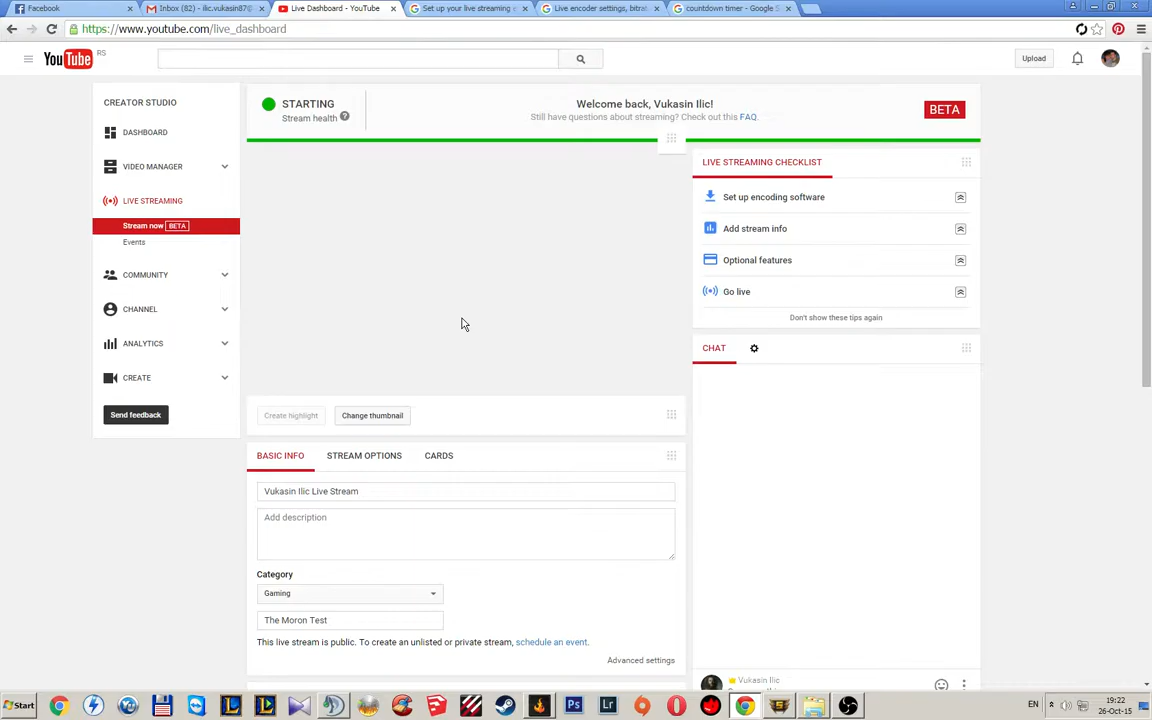 Facebook
Inbox (82) - ilic.vukasin87@
Live Dashboard - YouTube
Set up your live streaming e
Live encoder settings, bitrat
countdown timer - Google S
https://www.youtube.com/live_dashboard
YouTube RS
Upload
CREATOR STUDIO
DASHBOARD
VIDEO MANAGER
LIVE STREAMING
Stream now BETA
Events
COMMUNITY
CHANNEL
ANALYTICS
CREATE
Send feedback
STARTING
Stream health ?
Welcome back, Vukasin Ilic!
Still have questions about streaming? Check out this FAQ.
BETA
Create highlight
Change thumbnail
BASIC INFO
STREAM OPTIONS
CARDS
Vukasin Ilic Live Stream
Add description
Category
Gaming
The Moron Test
This live stream is public. To create an unlisted or private stream, schedule an event.
Advanced settings
LIVE STREAMING CHECKLIST
Set up encoding software
Add stream info
Optional features
Go live
Don't show these tips again
CHAT
Vukasin Ilic
Start
Ps
Lr
EN
19:22
26-Oct-15